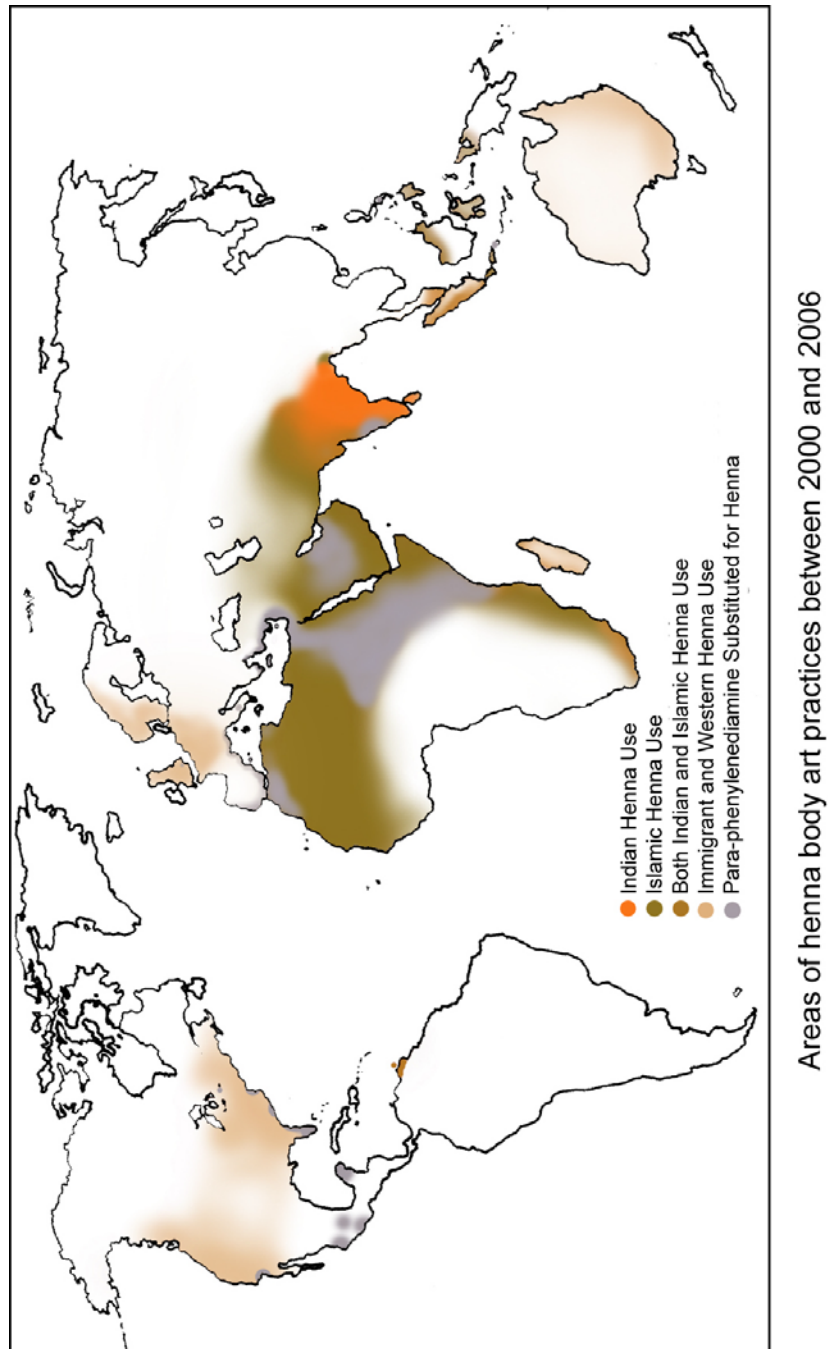 Indian Henna Use
Islamic Henna Use
Both Indian and Islamic Henna Use
Immigrant and Western Henna Use
Para-phenylenediamine Substituted for Henna
Areas of henna body art practices between 2000 and 2006